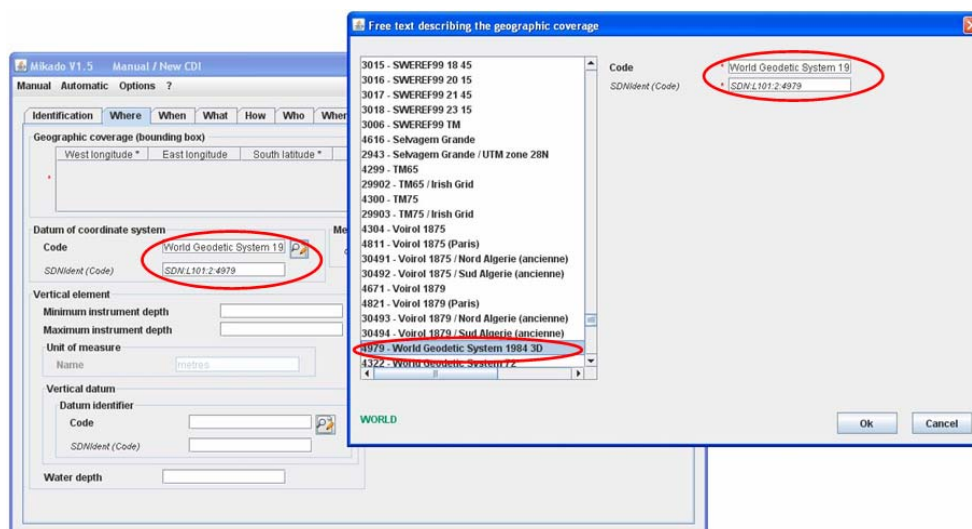 Free text describing the geographic coverage
3015 - SWEREF99 18 45
3016 - SWEREF99 20 15
3017 - SWEREF99 21 45
3018 - SWEREF99 23 15
3006 - SWEREF99 TM
4616 - Selvagem Grande
2943 - Selvagem Grande / UTM zone 28N
4299 - TM65
29902 - TM65 / Irish Grid
4300 - TM75
29903 - TM75 / Irish Grid
4304 - Voirol 1875
4811 - Voirol 1875 (Paris)
30491 - Voirol 1875 / Nord Algerie (ancienne)
30492 - Voirol 1875 / Sud Algerie (ancienne)
4671 - Voirol 1879
4821 - Voirol 1879 (Paris)
30493 - Voirol 1879 / Nord Algerie (ancienne)
30494 - Voirol 1879 / Sud Algerie (ancienne)
4979 - World Geodetic System 1984 3D
4322 - World Geodetic System 72
Code * World Geodetic System 19
SDNIdent (Code) * SDN:L101:2:4979
WORLD
Ok Cancel
Mikado V1.5 Manual / New CDI
Manual Automatic Options ?
Identification Where When What How Who
Geographic coverage (bounding box)
West longitude * East longitude South latitude *
*
Datum of coordinate system
Code World Geodetic System 19
SDNIdent (Code) SDN:L101:2:4979
Vertical element
Minimum instrument depth
Maximum instrument depth
Unit of measure
Name metres
Vertical datum
Datum identifier
Code
SDNIdent (Code)
Water depth